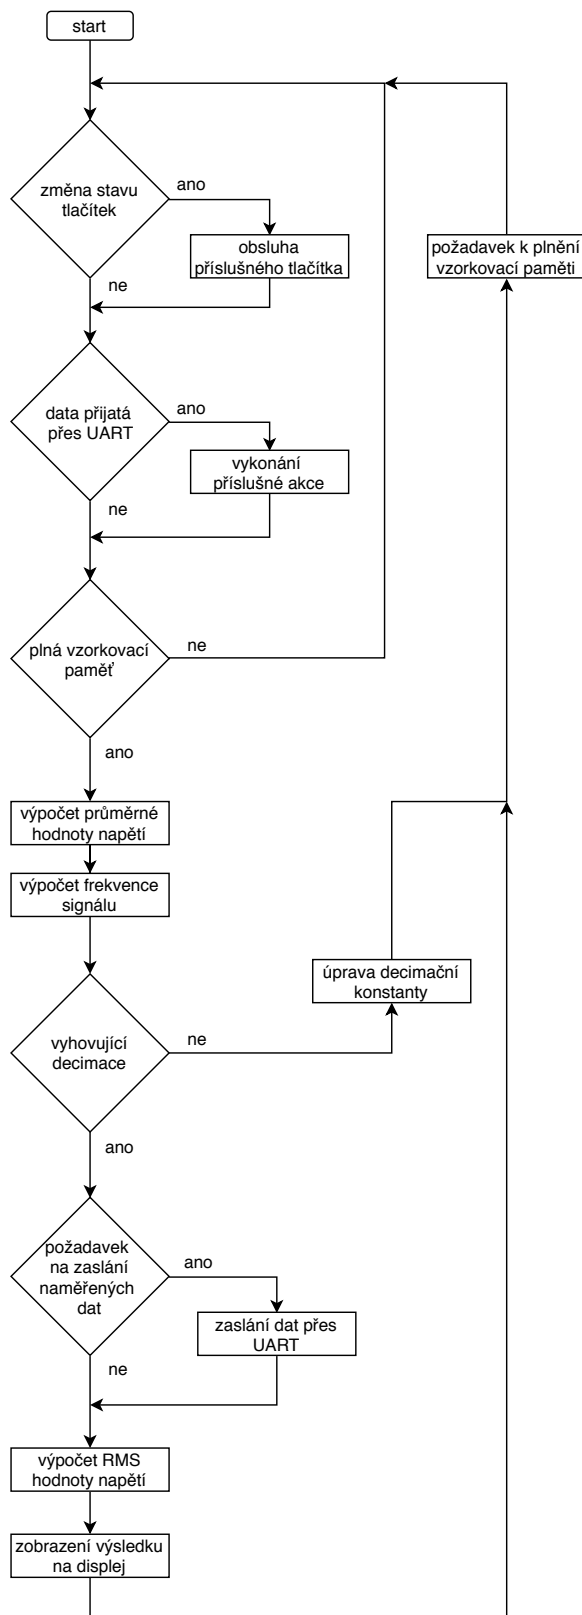 start
změna stavu
tlačítek
ano
obsluha
příslušného tlačítka
požadavek k plnění
vzorkovací paměti
ne
data přijatá
přes UART
ano
vykonání
příslušné akce
ne
plná vzorkovací
paměť
ne
ano
výpočet průměrné
hodnoty napětí
výpočet frekvence
signálu
úprava decimační
konstanty
vyhovující
decimace
ne
ano
požadavek
na zaslání
naměřených
dat
ano
zaslání dat přes
UART
ne
výpočet RMS
hodnoty napětí
zobrazení výsledku
na displej